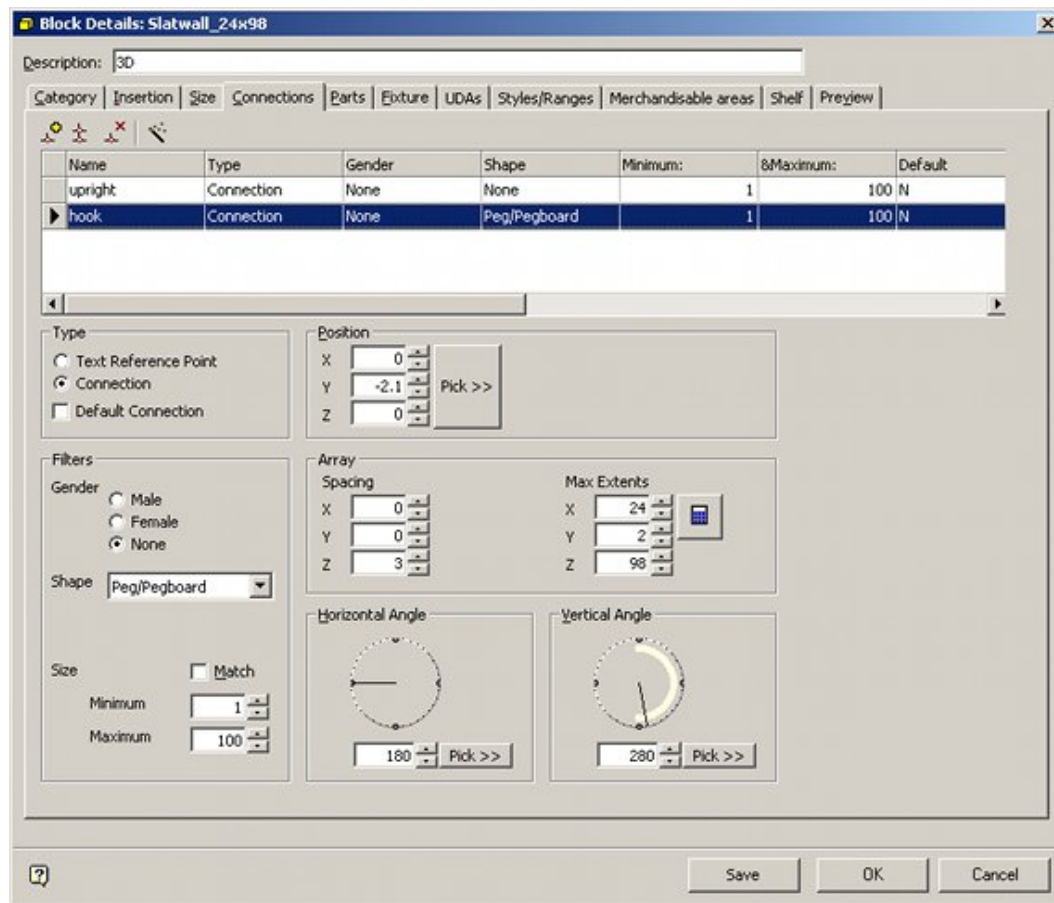 Block Details: Slatwall_24x98
Description: 3D
Category Insertion Size Connections Parts Fixture UDAs Styles/Ranges Merchandisable areas Shelf Preview
Name Type Gender Shape Minimum: &Maximum: Default
upright Connection None None 1 100 N
hook Connection None Peg/Pegboard 1 100 N
Type
Text Reference Point
Connection
Default Connection
Position
X 0
Y -2.1
Z 0
Pick >>
Filters
Gender
Male
Female
None
Shape Peg/Pegboard
Size Match
Minimum 1
Maximum 100
Array
Spacing
X 0
Y 0
Z 3
Max Extents
X 24
Y 2
Z 98
Horizontal Angle
180 Pick >>
Vertical Angle
280 Pick >>
Save OK Cancel